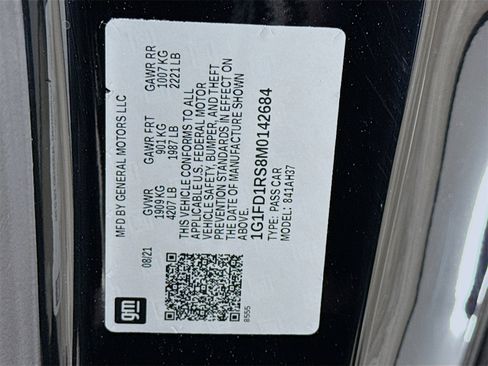 MFD BY GENERAL MOTORS LLC
08/21 GVWR GAWR FRT GAWR RR
1909 KG 901 KG 1007 KG
4207 LB 1987 LB 2221 LB
THIS VEHICLE CONFORMS TO ALL
APPLICABLE U.S. FEDERAL MOTOR
VEHICLE SAFETY, BUMPER, AND THEFT
PREVENTION STANDARDS IN EFFECT ON
THE DATE OF MANUFACTURE SHOWN
ABOVE.
1G1FD1RS8M0142684
TYPE: PASS CAR
MODEL: 841AH37
gm
8555